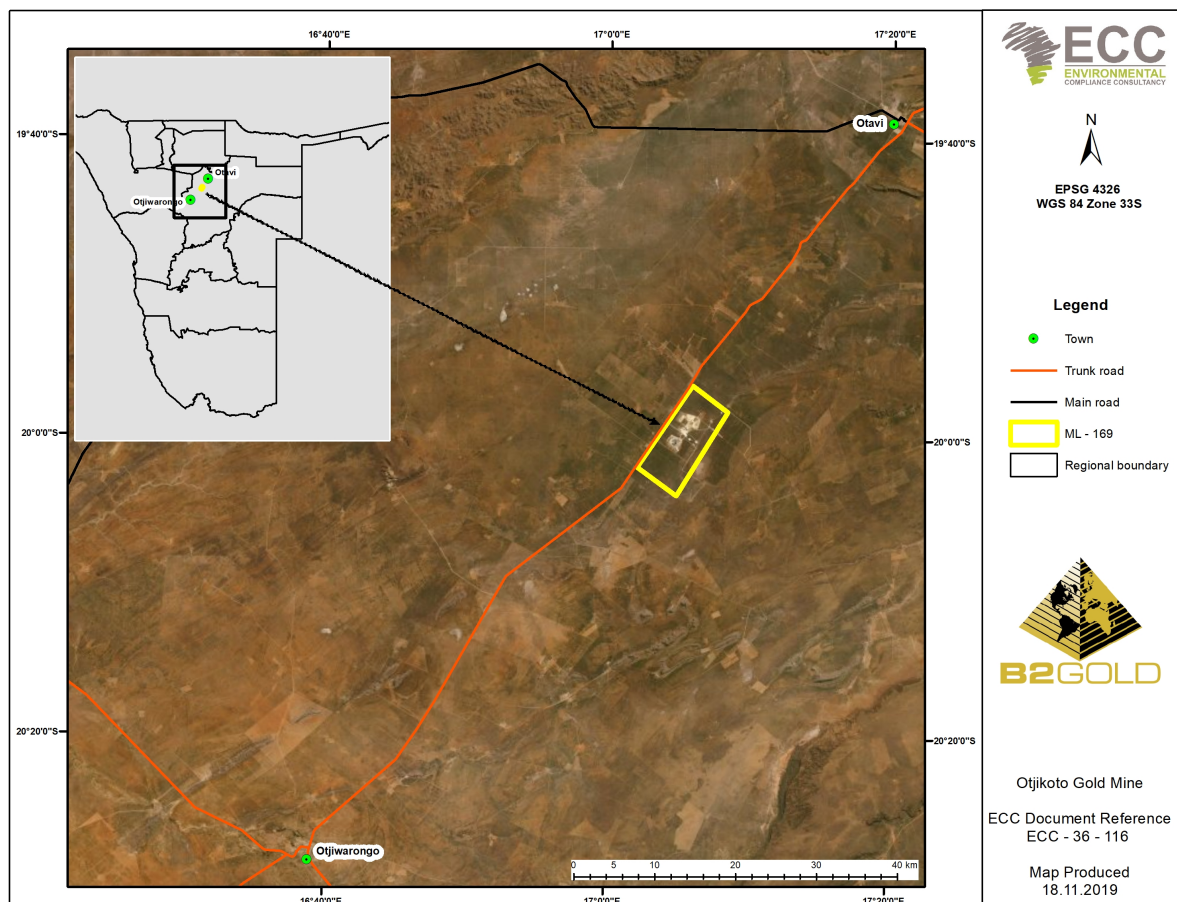 16°40'0"E
17°0'0"E
17°20'0"E
19°40'0"S
19°40'0"S
20°0'0"S
20°0'0"S
20°20'0"S
20°20'0"S
Otavi
Otavi
Otjiwarongo
Otjiwarongo
0 5 10 20 30 40 km
16°40'0"E
17°0'0"E
17°20'0"E
ECC
ENVIRONMENTAL
COMPLIANCE CONSULTANCY
N
EPSG 4326
WGS 84 Zone 33S
Legend
Town
Trunk road
Main road
ML - 169
Regional boundary
B2GOLD
Otjikoto Gold Mine
ECC Document Reference
ECC - 36 - 116
Map Produced
18.11.2019